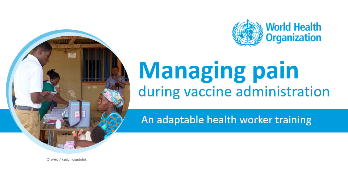 World Health
Organization
Managing pain
during vaccine administration
An adaptable health worker training